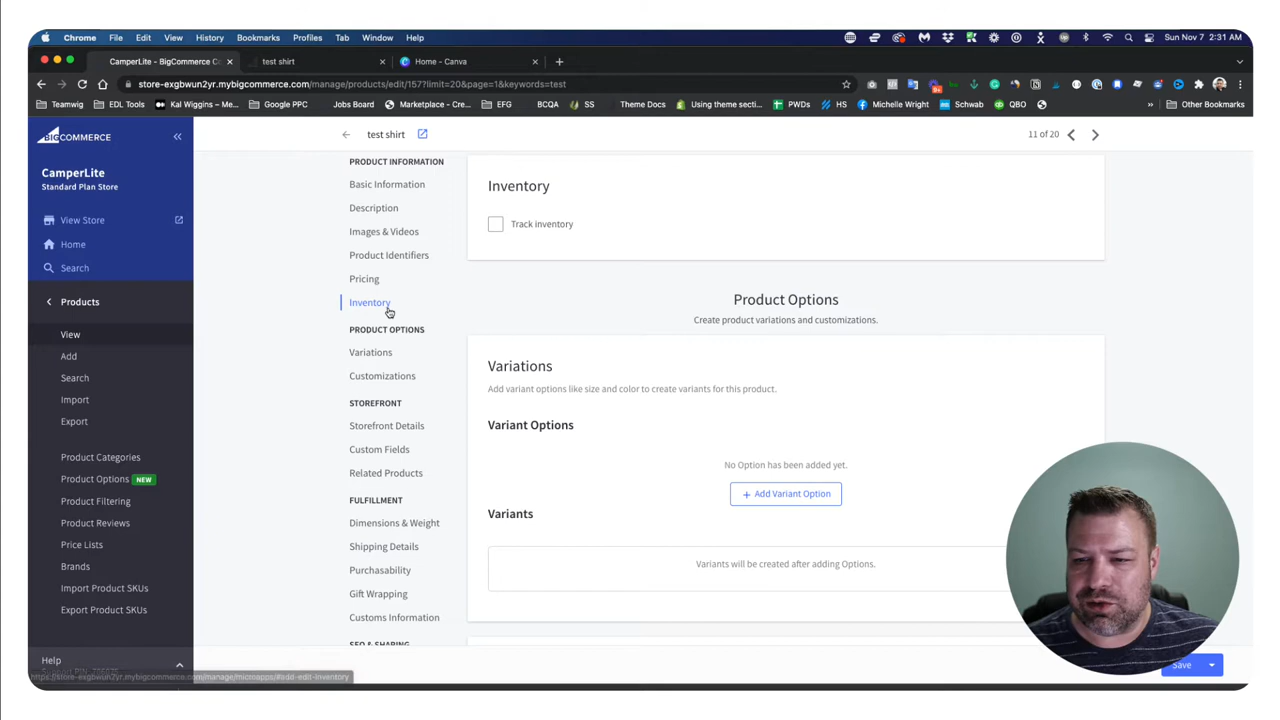 Chrome File Edit View History Bookmarks Profiles Tab Window Help Sun Nov 7 2:31 AM
CamperLite – BigCommerce Co test shirt Home - Canva
store-exgbwun2yr.mybigcommerce.com/manage/products/edit/157?limit=20&page=1&keywords=test
Teamwig EDL Tools Kal Wiggins – Me... Google PPC Jobs Board Marketplace - Cre... EFG BCQA SS Theme Docs Using theme secti... PWDs HS Michelle Wright Schwab QBO Other Bookmarks
BIGCOMMERCE
CamperLite
Standard Plan Store
View Store
Home
Search
Products
View
Add
Search
Import
Export
Product Categories
Product Options NEW
Product Filtering
Product Reviews
Price Lists
Brands
Import Product SKUs
Export Product SKUs
Help
test shirt 11 of 20
PRODUCT INFORMATION
Basic Information
Description
Images & Videos
Product Identifiers
Pricing
Inventory
PRODUCT OPTIONS
Variations
Customizations
STOREFRONT
Storefront Details
Custom Fields
Related Products
FULFILLMENT
Dimensions & Weight
Shipping Details
Purchasability
Gift Wrapping
Customs Information
SEO & SHARING
Inventory
Track inventory
Product Options
Create product variations and customizations.
Variations
Add variant options like size and color to create variants for this product.
Variant Options
No Option has been added yet.
+ Add Variant Option
Variants
Variants will be created after adding Options.
Save